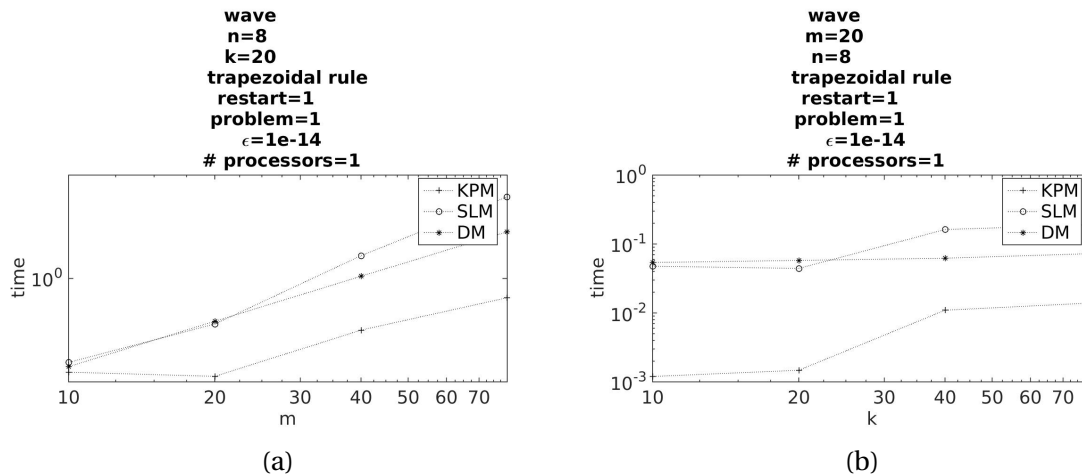 wave
n=8
k=20
trapezoidal rule
restart=1
problem=1
ϵ=1e-14
# processors=1
KPM
SLM
DM
10^0
time
10 20 30 40 50 60 70
m
(a)
wave
m=20
n=8
trapezoidal rule
restart=1
problem=1
ϵ=1e-14
# processors=1
10^0
KPM
SLM
DM
10^-1
10^-2
10^-3
time
10 20 30 40 50 60 70
k
(b)